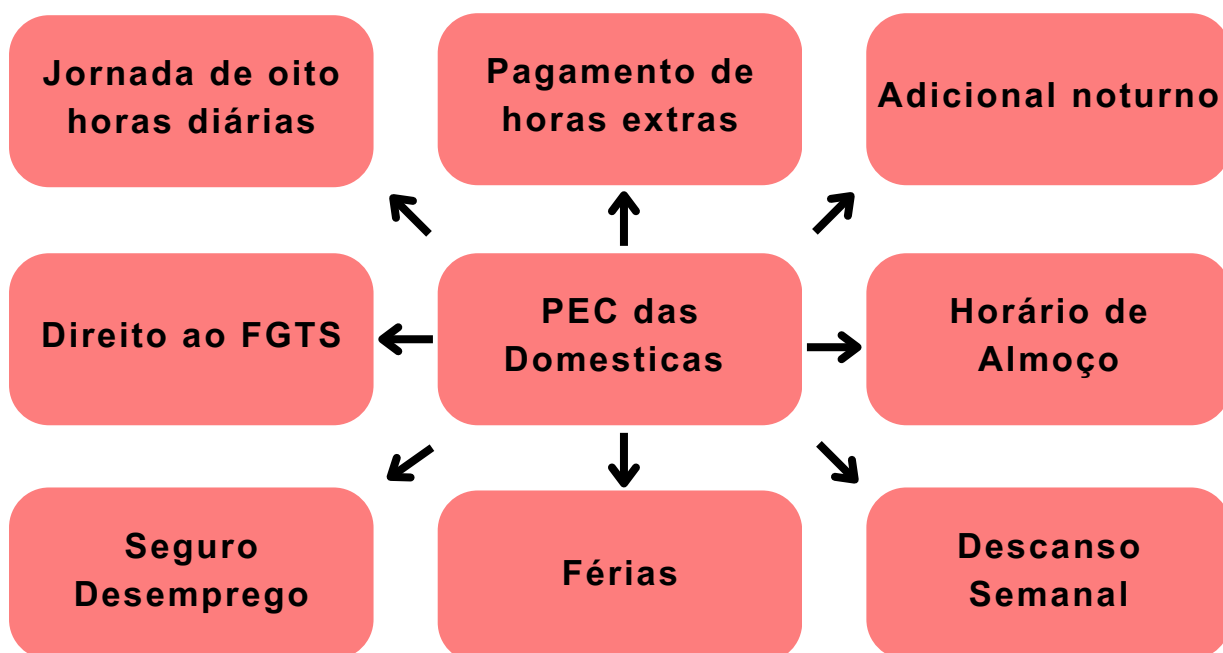 Jornada de oito
horas diárias
Pagamento de
horas extras
Adicional noturno
Direito ao FGTS
PEC das
Domesticas
Horário de
Almoço
Seguro
Desemprego
Férias
Descanso
Semanal